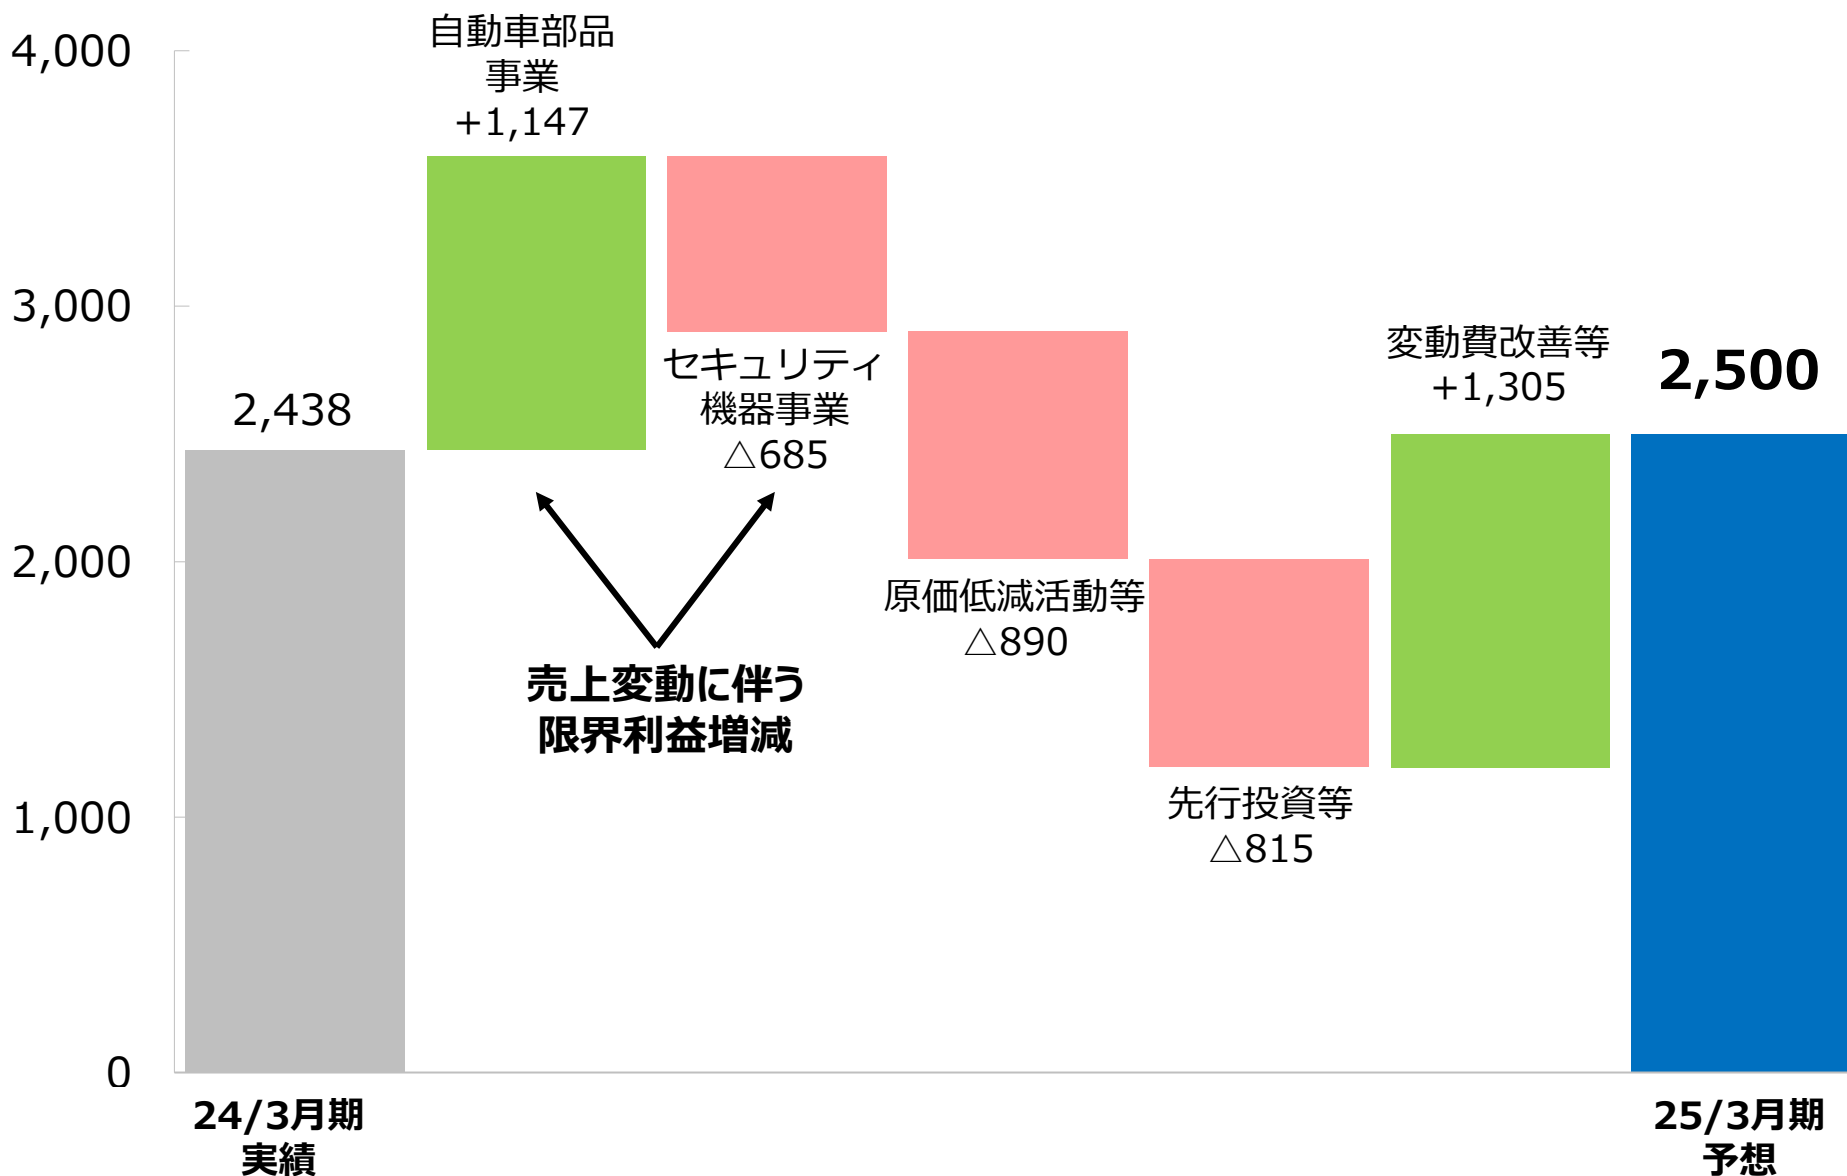 4,000
3,000
2,000
1,000
0
2,438
自動車部品
事業
+1,147
セキュリティ
機器事業
△685
売上変動に伴う
限界利益増減
原価低減活動等
△890
先行投資等
△815
変動費改善等
+1,305
2,500
24/3月期
実績
25/3月期
予想